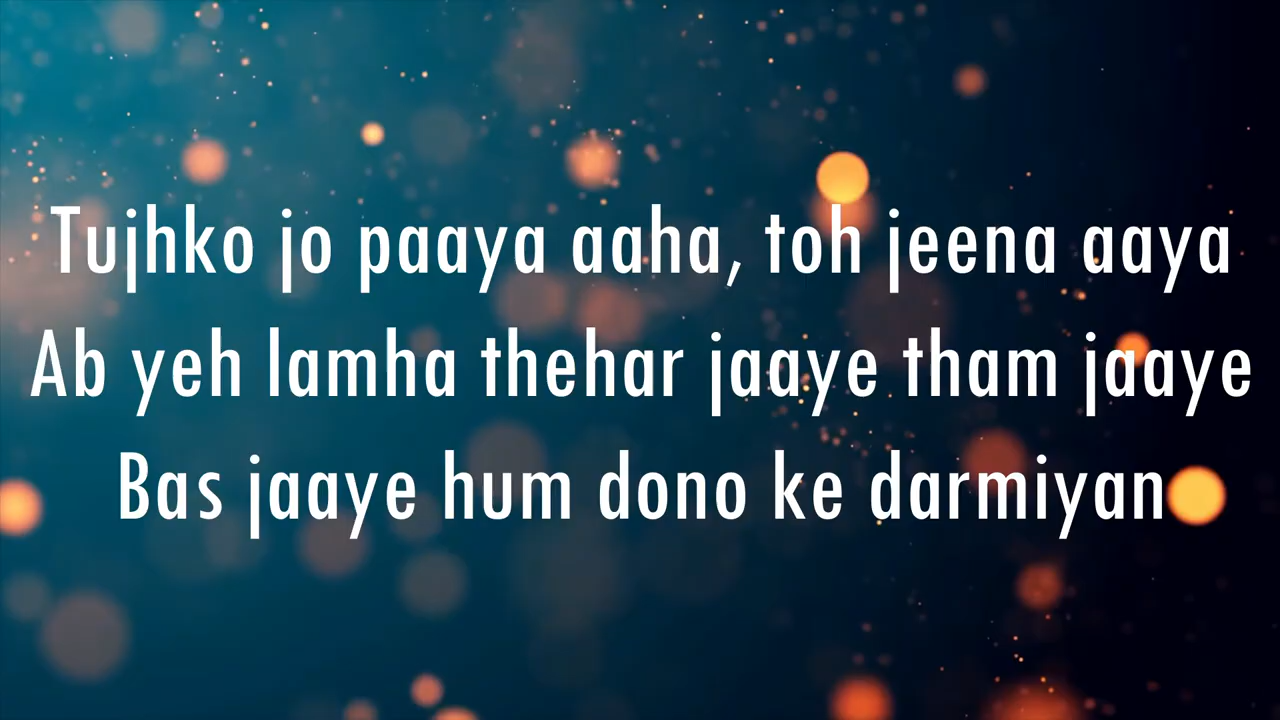 Tujhko jo paaya aaha, toh jeena aaya
Ab yeh lamha thehar jaaye tham jaaye
Bas jaaye hum dono ke darmiyan